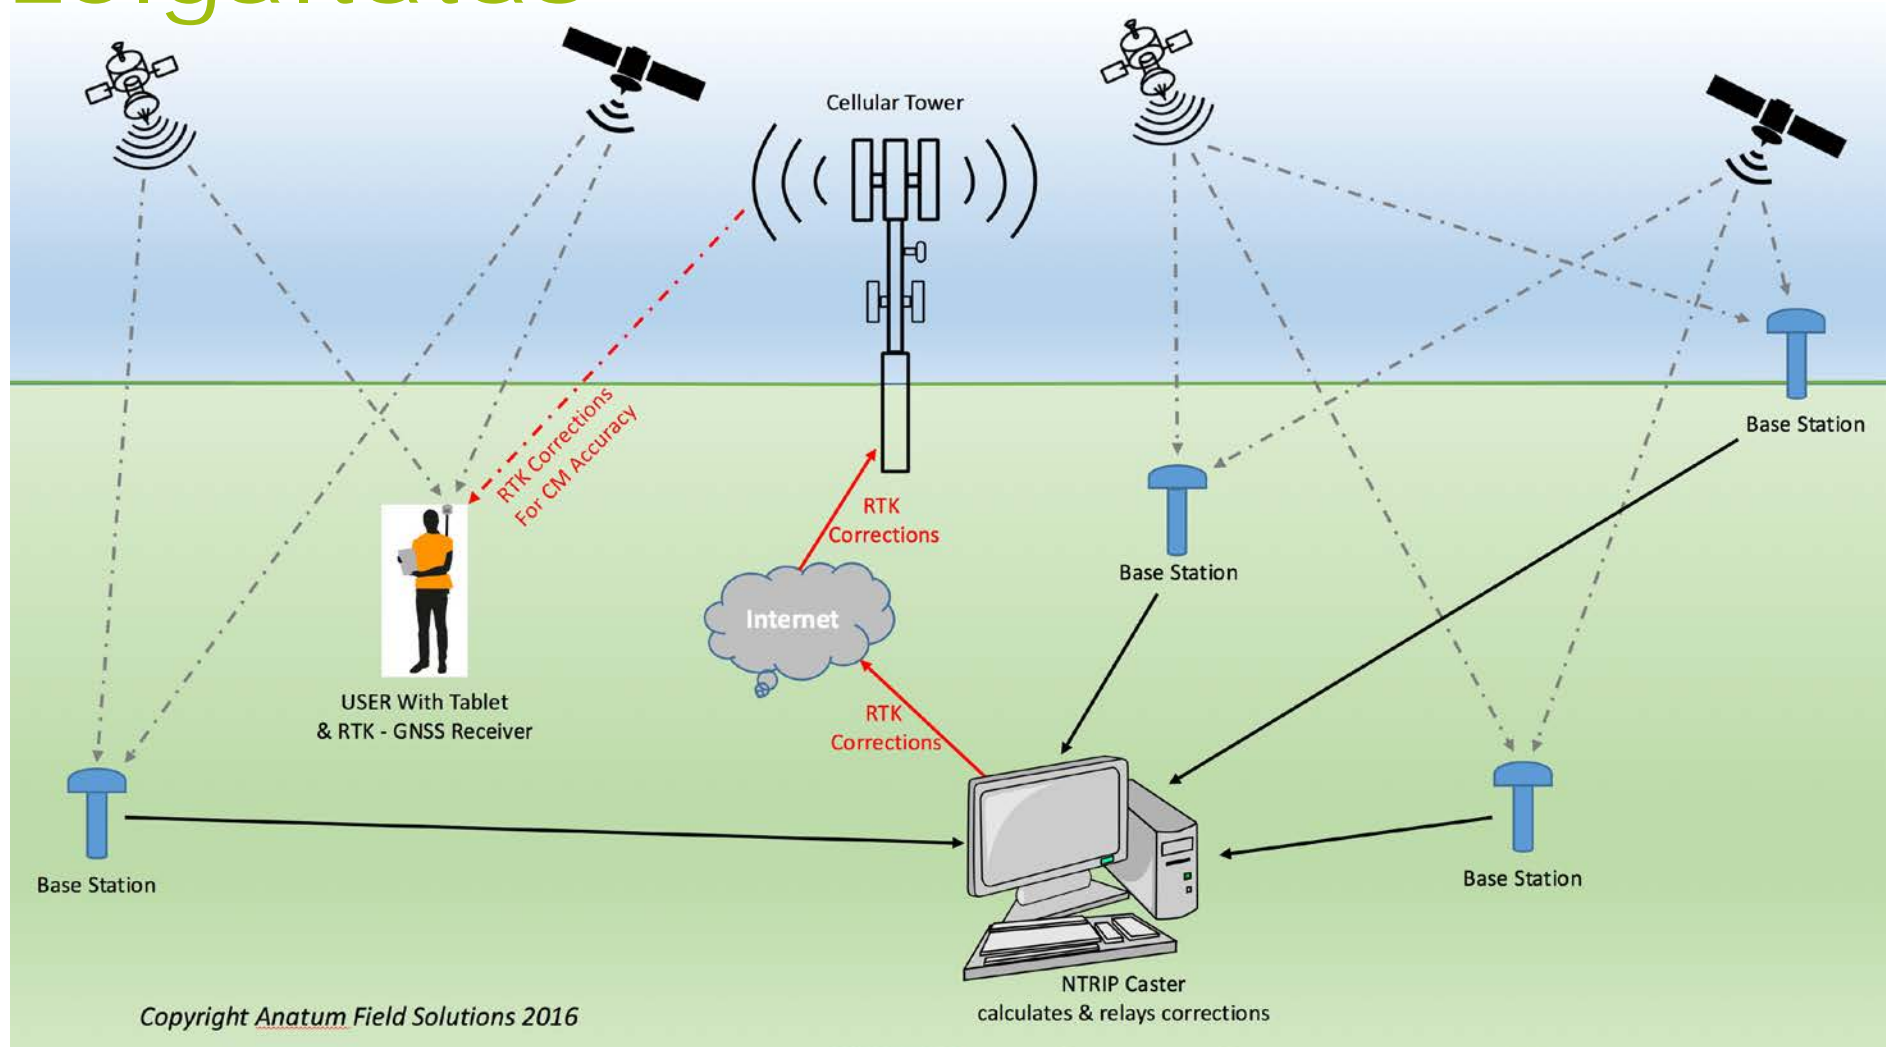 Cellular Tower
RTK Corrections
For CM Accuracy
Base Station
RTK
Corrections
Base Station
Internet
USER With Tablet
& RTK - GNSS Receiver
RTK
Corrections
Base Station
Base Station
NTRIP Caster
calculates & relays corrections
Copyright Anatum Field Solutions 2016